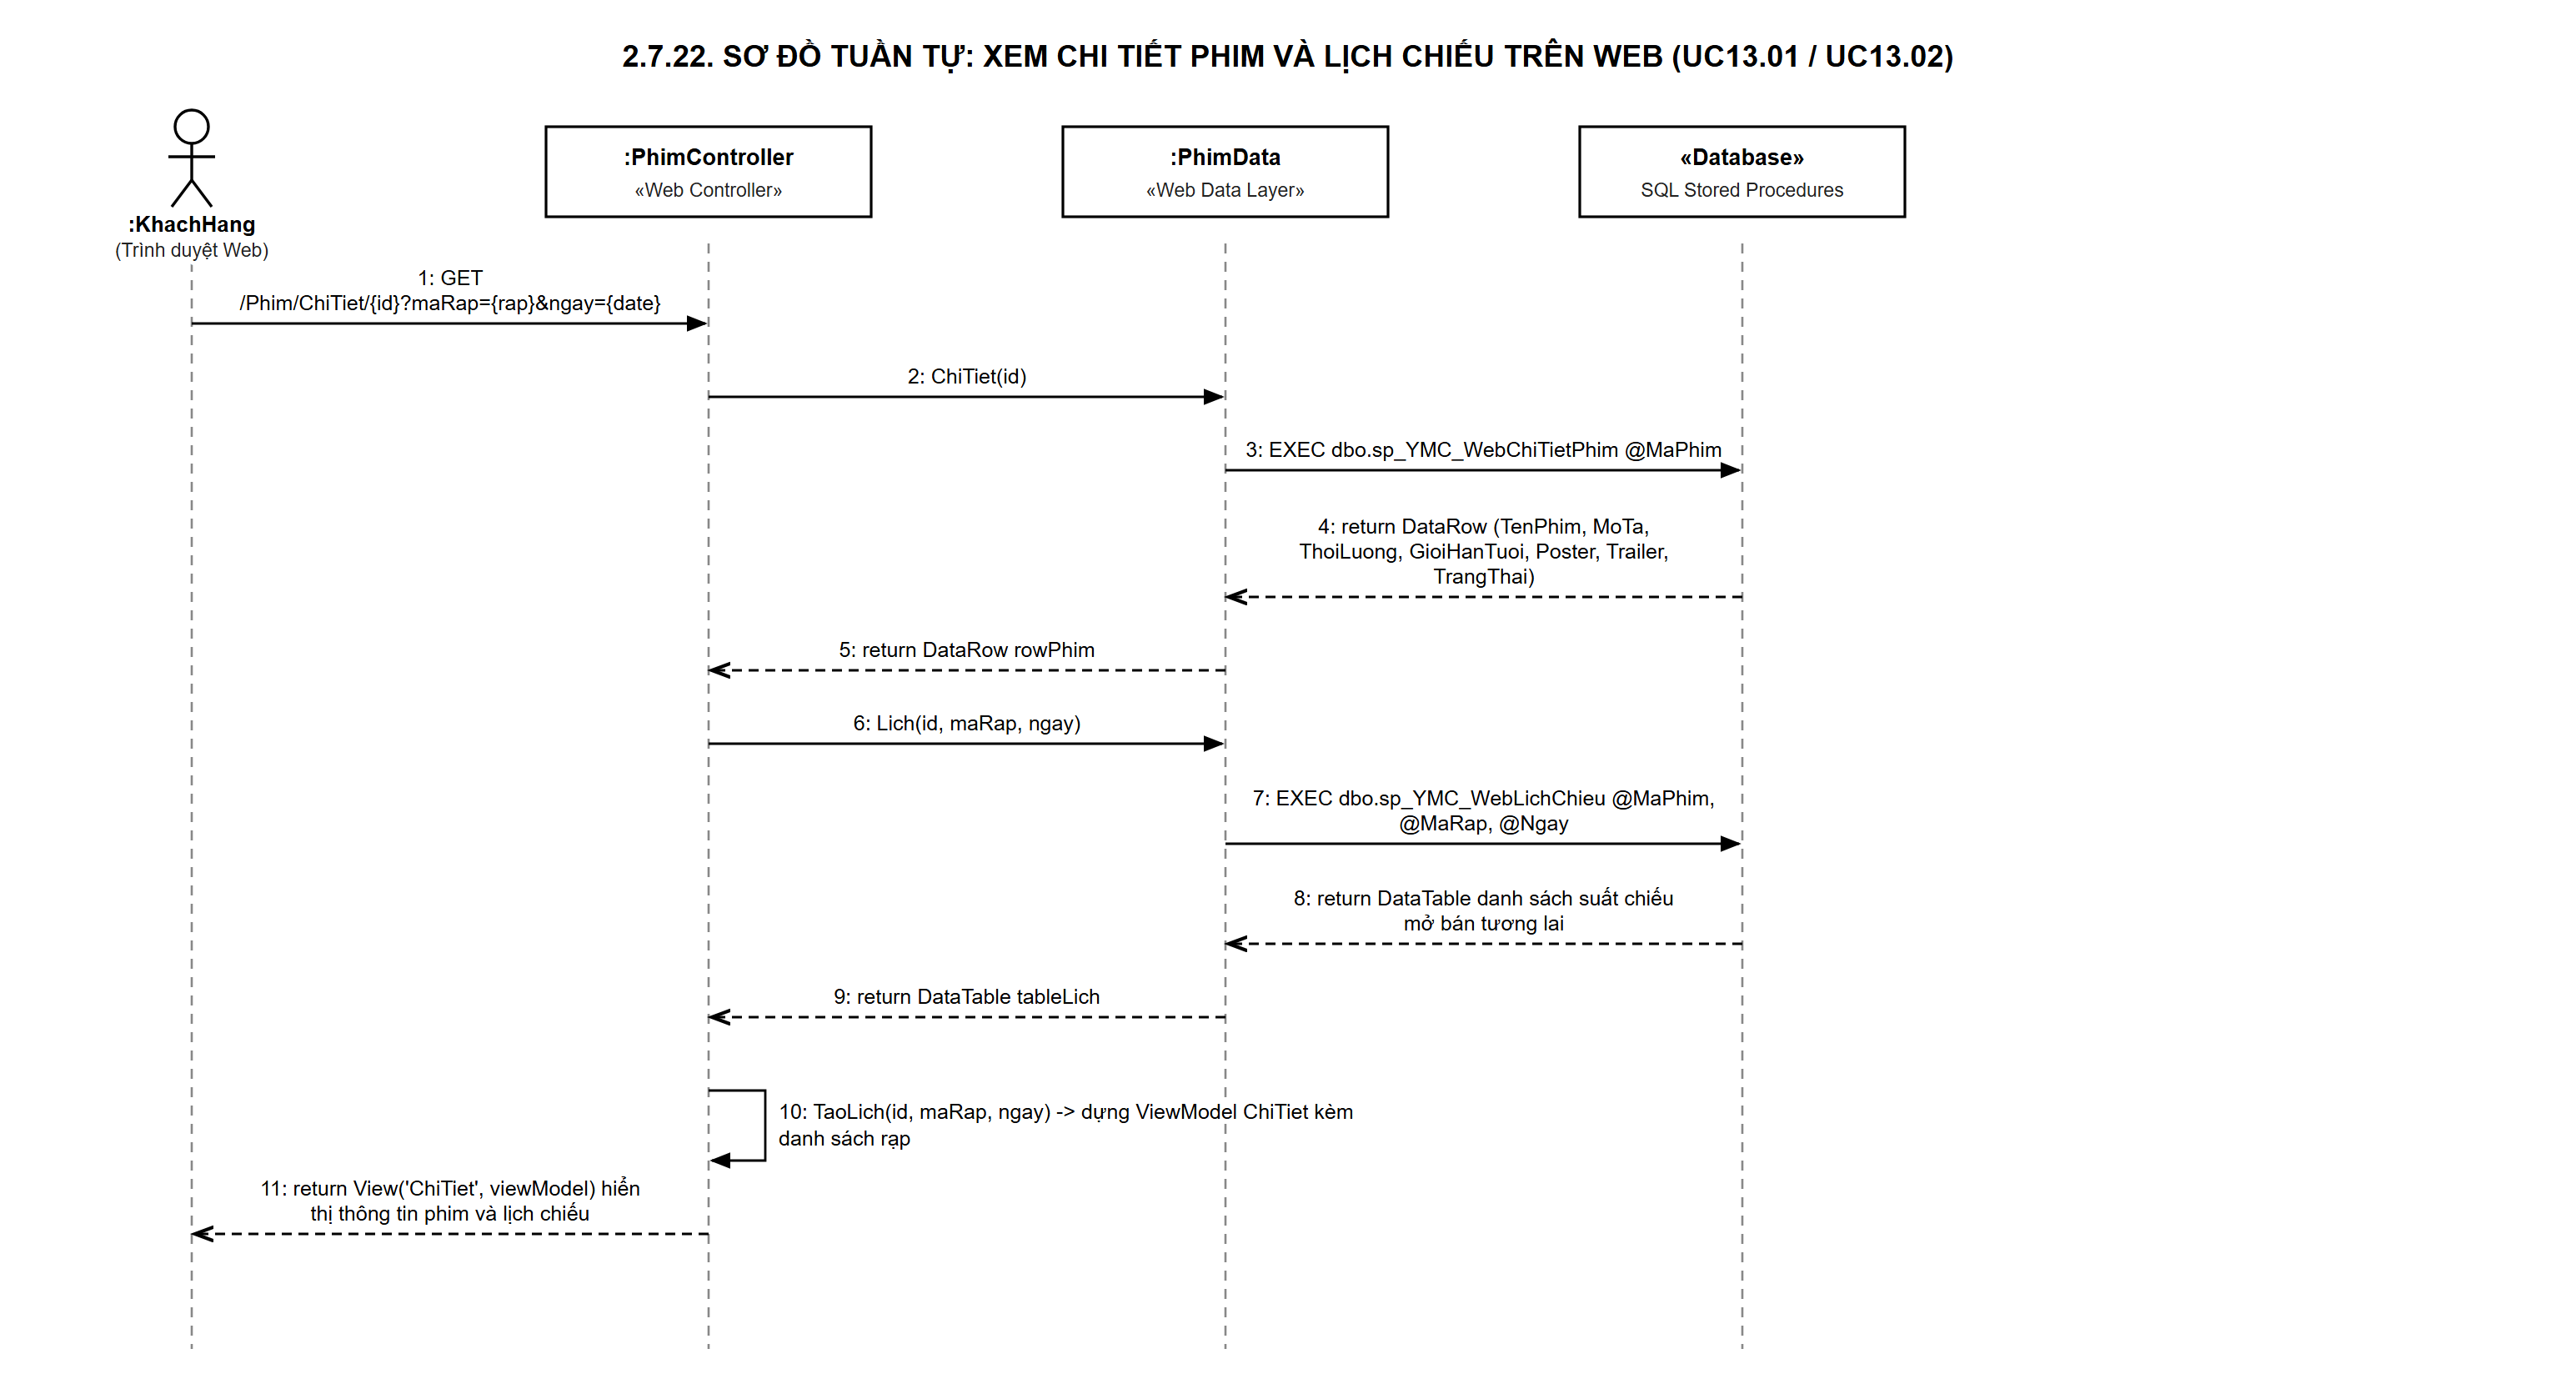 2.7.22. SƠ ĐỒ TUẦN TỰ: XEM CHI TIẾT PHIM VÀ LỊCH CHIẾU TRÊN WEB (UC13.01 / UC13.02)
:KhachHang
(Trình duyệt Web)
:PhimController
«Web Controller»
:PhimData
«Web Data Layer»
«Database»
SQL Stored Procedures
1: GET
/Phim/ChiTiet/{id}?maRap={rap}&ngay={date}
2: ChiTiet(id)
3: EXEC dbo.sp_YMC_WebChiTietPhim @MaPhim
4: return DataRow (TenPhim, MoTa,
ThoiLuong, GioiHanTuoi, Poster, Trailer,
TrangThai)
5: return DataRow rowPhim
6: Lich(id, maRap, ngay)
7: EXEC dbo.sp_YMC_WebLichChieu @MaPhim,
@MaRap, @Ngay
8: return DataTable danh sách suất chiếu
mở bán tương lai
9: return DataTable tableLich
10: TaoLich(id, maRap, ngay) -> dựng ViewModel ChiTiet kèm
danh sách rạp
11: return View('ChiTiet', viewModel) hiển
thị thông tin phim và lịch chiếu